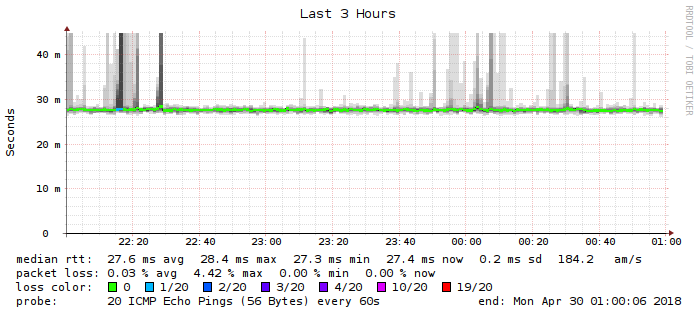 Last 3 Hours
RRDTOOL / TOBI OETIKER
Seconds
40 m
30 m
20 m
10 m
0
22:20 22:40 23:00 23:20 23:40 00:00 00:20 00:40 01:00
median rtt: 27.6 ms avg 28.4 ms max 27.3 ms min 27.4 ms now 0.2 ms sd 184.2 am/s
packet loss: 0.03 % avg 4.42 % max 0.00 % min 0.00 % now
loss color: 0 1/20 2/20 3/20 4/20 10/20 19/20
probe: 20 ICMP Echo Pings (56 Bytes) every 60s end: Mon Apr 30 01:00:06 2018